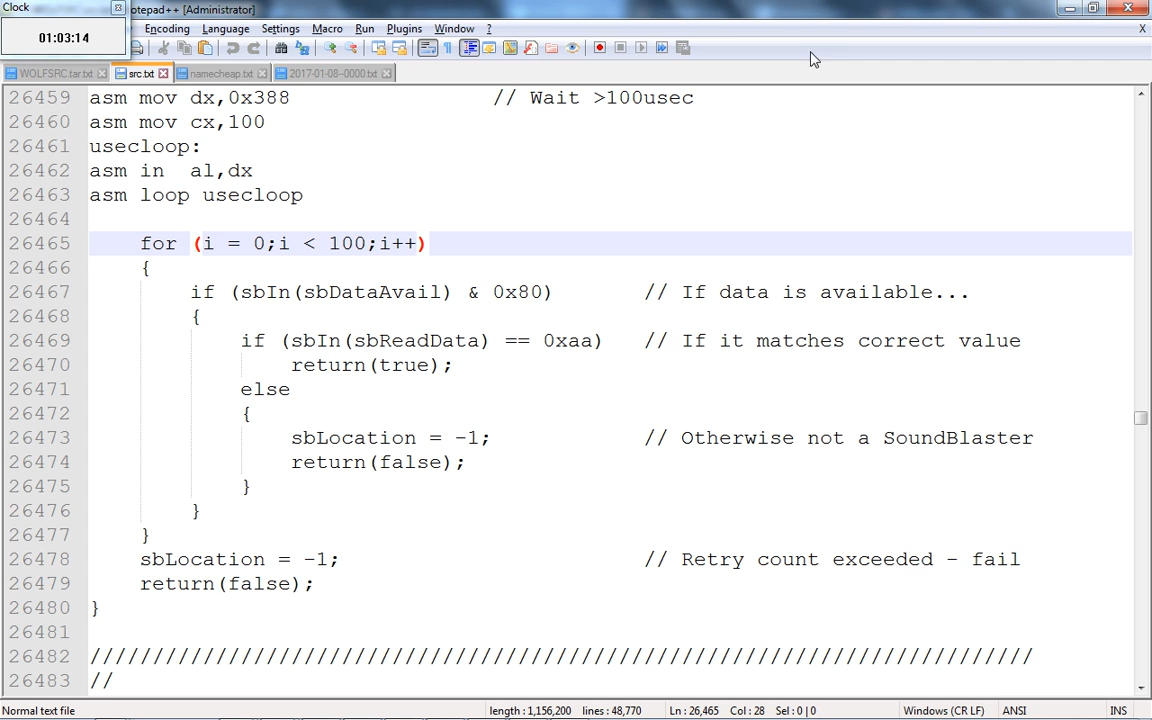 Clock
otepad++ [Administrator]
01:03:14
Encoding Language Settings Macro Run Plugins Window ? X
WOLFSRC.tar.txt src.txt namecheap.txt 2017-01-08--0000.txt
26459 asm mov dx,0x388 // Wait >100usec
26460 asm mov cx,100
26461 usecloop:
26462 asm in  al,dx
26463 asm loop usecloop
26464
26465 for (i = 0;i < 100;i++)
26466 {
26467 if (sbIn(sbDataAvail) & 0x80) // If data is available...
26468 {
26469 if (sbIn(sbReadData) == 0xaa) // If it matches correct value
26470 return(true);
26471 else
26472 {
26473 sbLocation = -1; // Otherwise not a SoundBlaster
26474 return(false);
26475 }
26476 }
26477 }
26478 sbLocation = -1; // Retry count exceeded - fail
26479 return(false);
26480 }
26481
26482 ///////////////////////////////////////////////////////////////////////////
26483 //
Normal text file length : 1,156,200 lines : 48,770 Ln : 26,465 Col : 28 Sel : 0 | 0 Windows (CR LF) ANSI INS